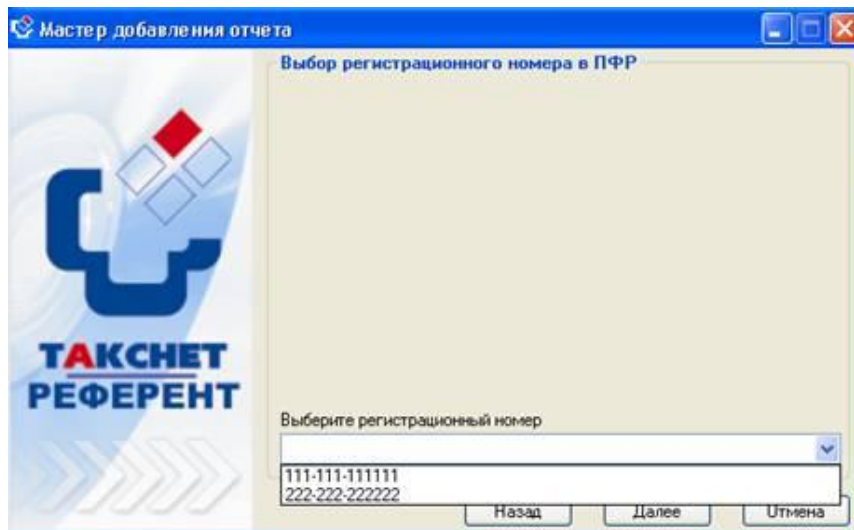 Мастер добавления отчета
Выбор регистрационного номера в ПФР
ТАКСНЕТ
РЕФЕРЕНТ
Выберите регистрационный номер
111-111-111111
222-222-222222
Назад
Далее
Отмена